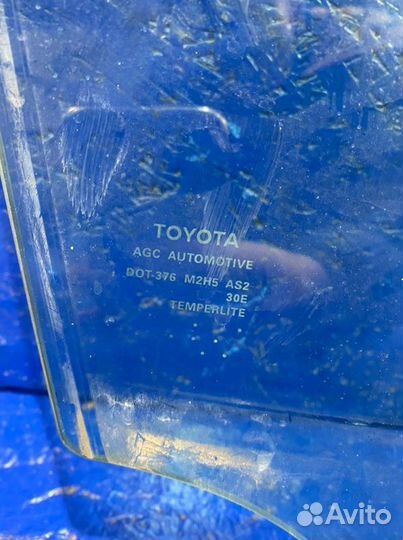 TOYOTA
AGC AUTOMOTIVE
DOT-376 M2H5 AS2
30E
TEMPERLITE
Avito